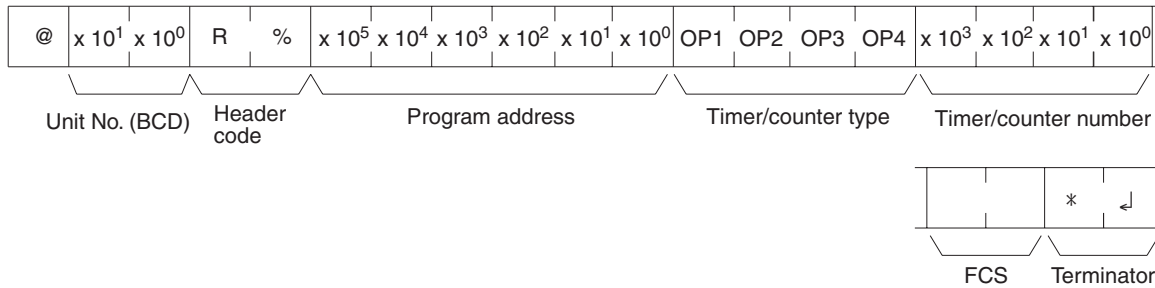 @ x 10¹ x 10⁰ R % x 10⁵ x 10⁴ x 10³ x 10² x 10¹ x 10⁰ OP1 OP2 OP3 OP4 x 10³ x 10² x 10¹ x 10⁰
Unit No. (BCD) Header code Program address Timer/counter type Timer/counter number
* ↲
FCS Terminator